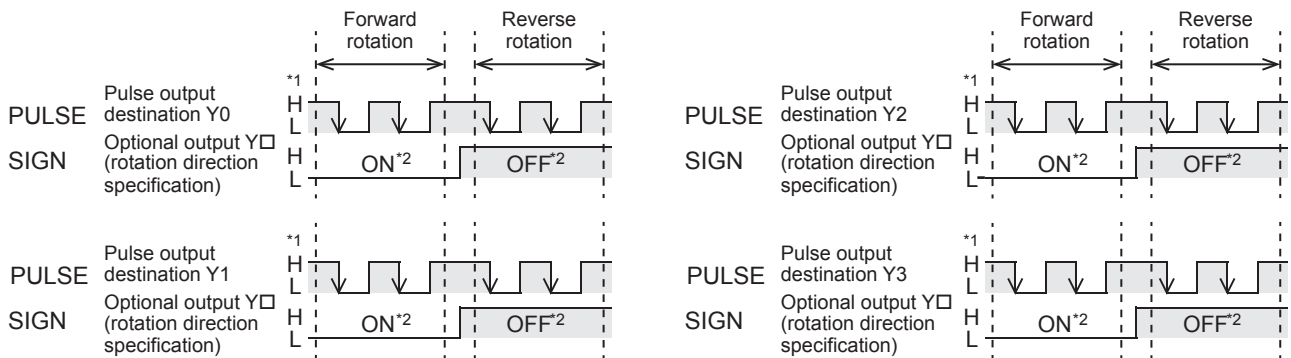 Forward
rotation
Reverse
rotation
*1
PULSE
Pulse output
destination Y0
H
L
SIGN
Optional output Y□
(rotation direction
specification)
H
L
ON*2
OFF*2
*1
PULSE
Pulse output
destination Y1
H
L
SIGN
Optional output Y□
(rotation direction
specification)
H
L
ON*2
OFF*2
Forward
rotation
Reverse
rotation
*1
PULSE
Pulse output
destination Y2
H
L
SIGN
Optional output Y□
(rotation direction
specification)
H
L
ON*2
OFF*2
*1
PULSE
Pulse output
destination Y3
H
L
SIGN
Optional output Y□
(rotation direction
specification)
H
L
ON*2
OFF*2